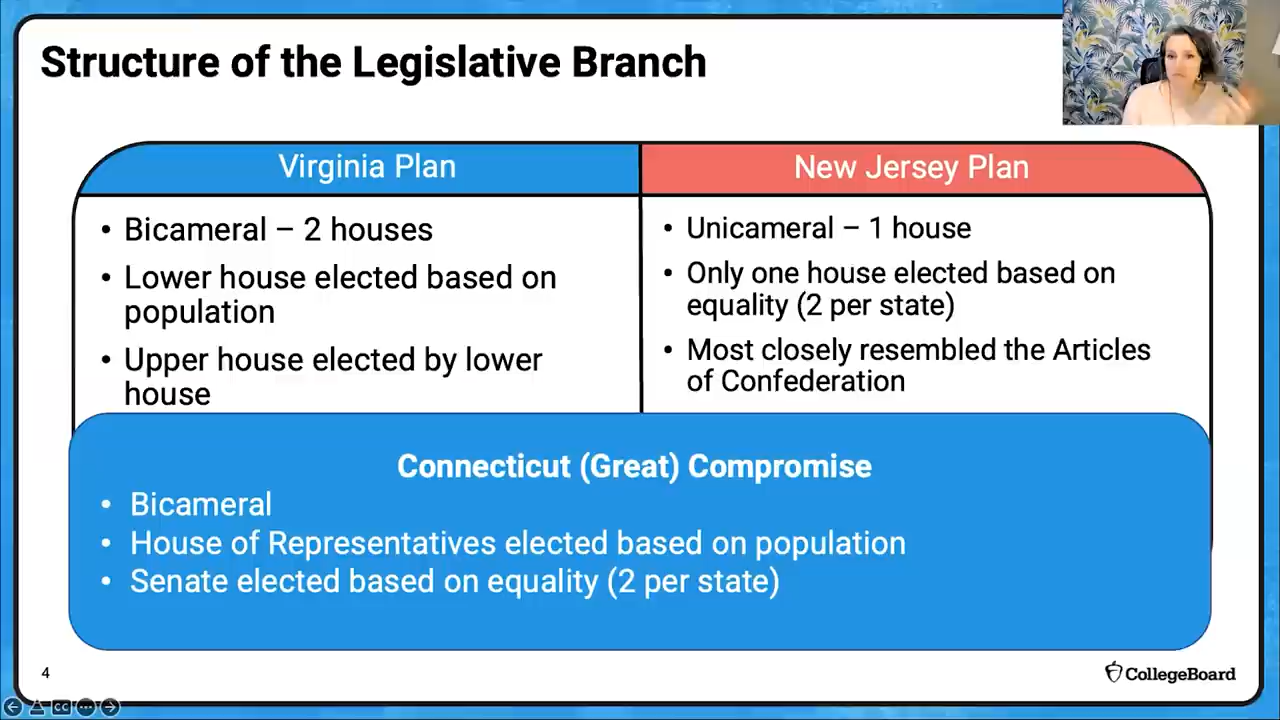 Structure of the Legislative Branch
Virginia Plan
• Bicameral – 2 houses
• Lower house elected based on
population
• Upper house elected by lower
house
New Jersey Plan
• Unicameral – 1 house
• Only one house elected based on
equality (2 per state)
• Most closely resembled the Articles
of Confederation
Connecticut (Great) Compromise
• Bicameral
• House of Representatives elected based on population
• Senate elected based on equality (2 per state)
4
CollegeBoard
CC